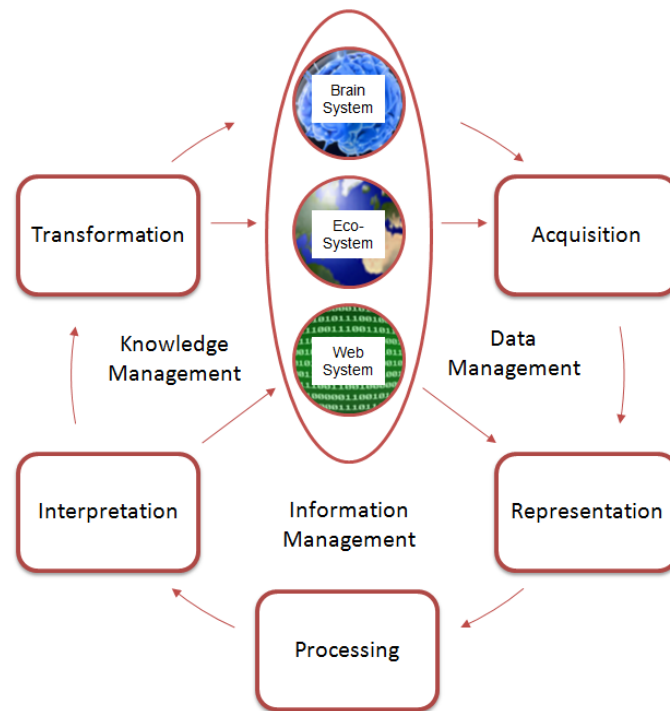 Brain
System
Transformation
Eco-
System
Acquisition
Knowledge
Management
Web
System
Data
Management
Interpretation
Information
Management
Representation
Processing